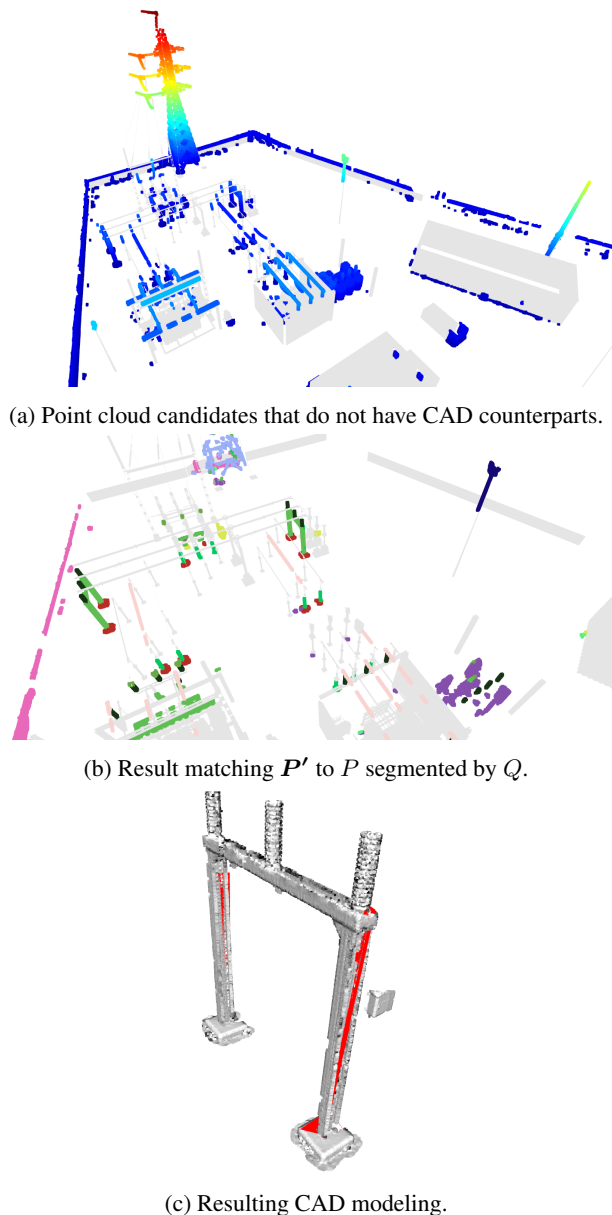 (a) Point cloud candidates that do not have CAD counterparts.
(b) Result matching P′ to P segmented by Q.
(c) Resulting CAD modeling.